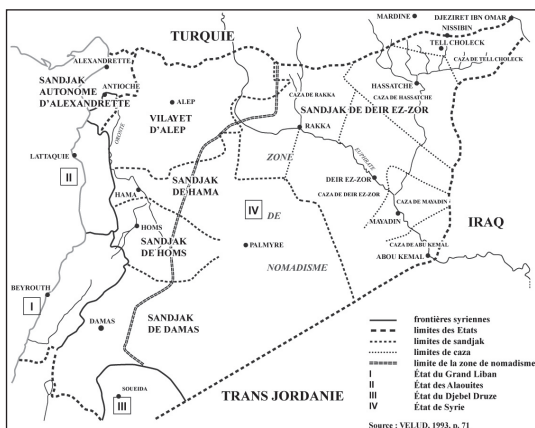 TURQUIE
MARDINE
DJEZIRET IBN OMAR
NISSIBIN
TELL CHOLECK
CAZA DE TELL CHOLECK
ALEXANDRETTE
SANDJAK
AUTONOME
D'ALEXANDRETTE
ANTIOCHE
ORONTE
ALEP
VILAYET
D'ALEP
CAZA DE RAKKA
HASSATCHE
CAZA DE HASSATCHE
SANDJAK DE DEIR EZ-ZOR
RAKKA
EUPHRATE
LATTAQUIE
II
ZONE
DEIR EZ-ZOR
CAZA DE DEIR EZ-ZOR
SANDJAK
DE HAMA
HAMA
CAZA DE MAYADIN
MAYADIN
IV
DE
HOMS
SANDJAK
DE HOMS
IRAQ
CAZA DE ABU KEMAL
ABOU KEMAL
PALMYRE
NOMADISME
BEYROUTH
I
DAMAS
SANDJAK
DE DAMAS
SOUEIDA
III
TRANS JORDANIE
frontières syriennes
limites des Etats
limites de sandjak
limites de caza
limite de la zone de nomadisme
I État du Grand Liban
II État des Alaouites
III État du Djebel Druze
IV État de Syrie
Source : VELUD, 1993, p. 71